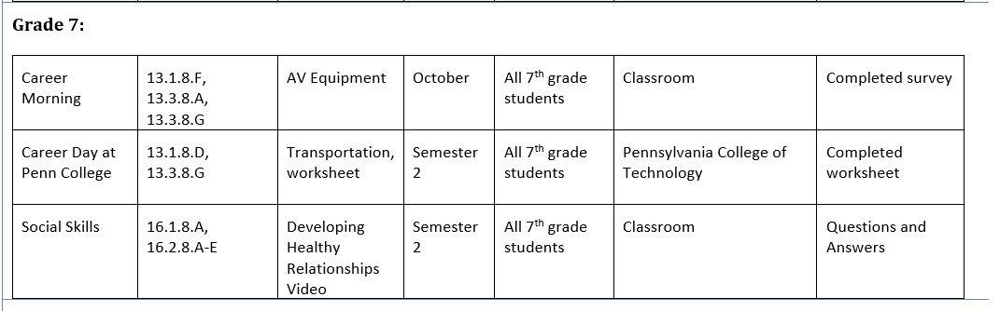 Grade 7:
Career Morning 13.1.8.F, 13.3.8.A, 13.3.8.G AV Equipment October All 7th grade students Classroom Completed survey
Career Day at Penn College 13.1.8.D, 13.3.8.G Transportation, worksheet Semester 2 All 7th grade students Pennsylvania College of Technology Completed worksheet
Social Skills 16.1.8.A, 16.2.8.A-E Developing Healthy Relationships Video Semester 2 All 7th grade students Classroom Questions and Answers